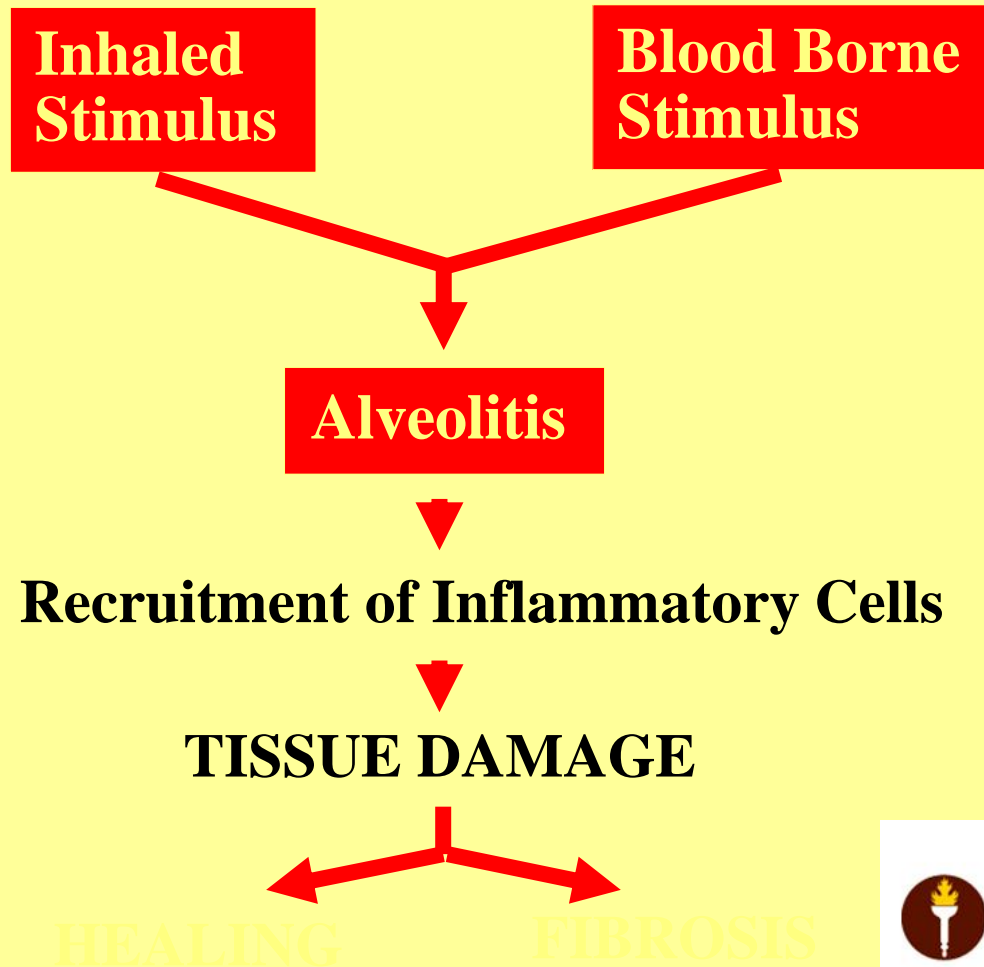 Inhaled
Stimulus
Blood Borne
Stimulus
Alveolitis
Recruitment of Inflammatory Cells
TISSUE DAMAGE
HEALING
FIBROSIS